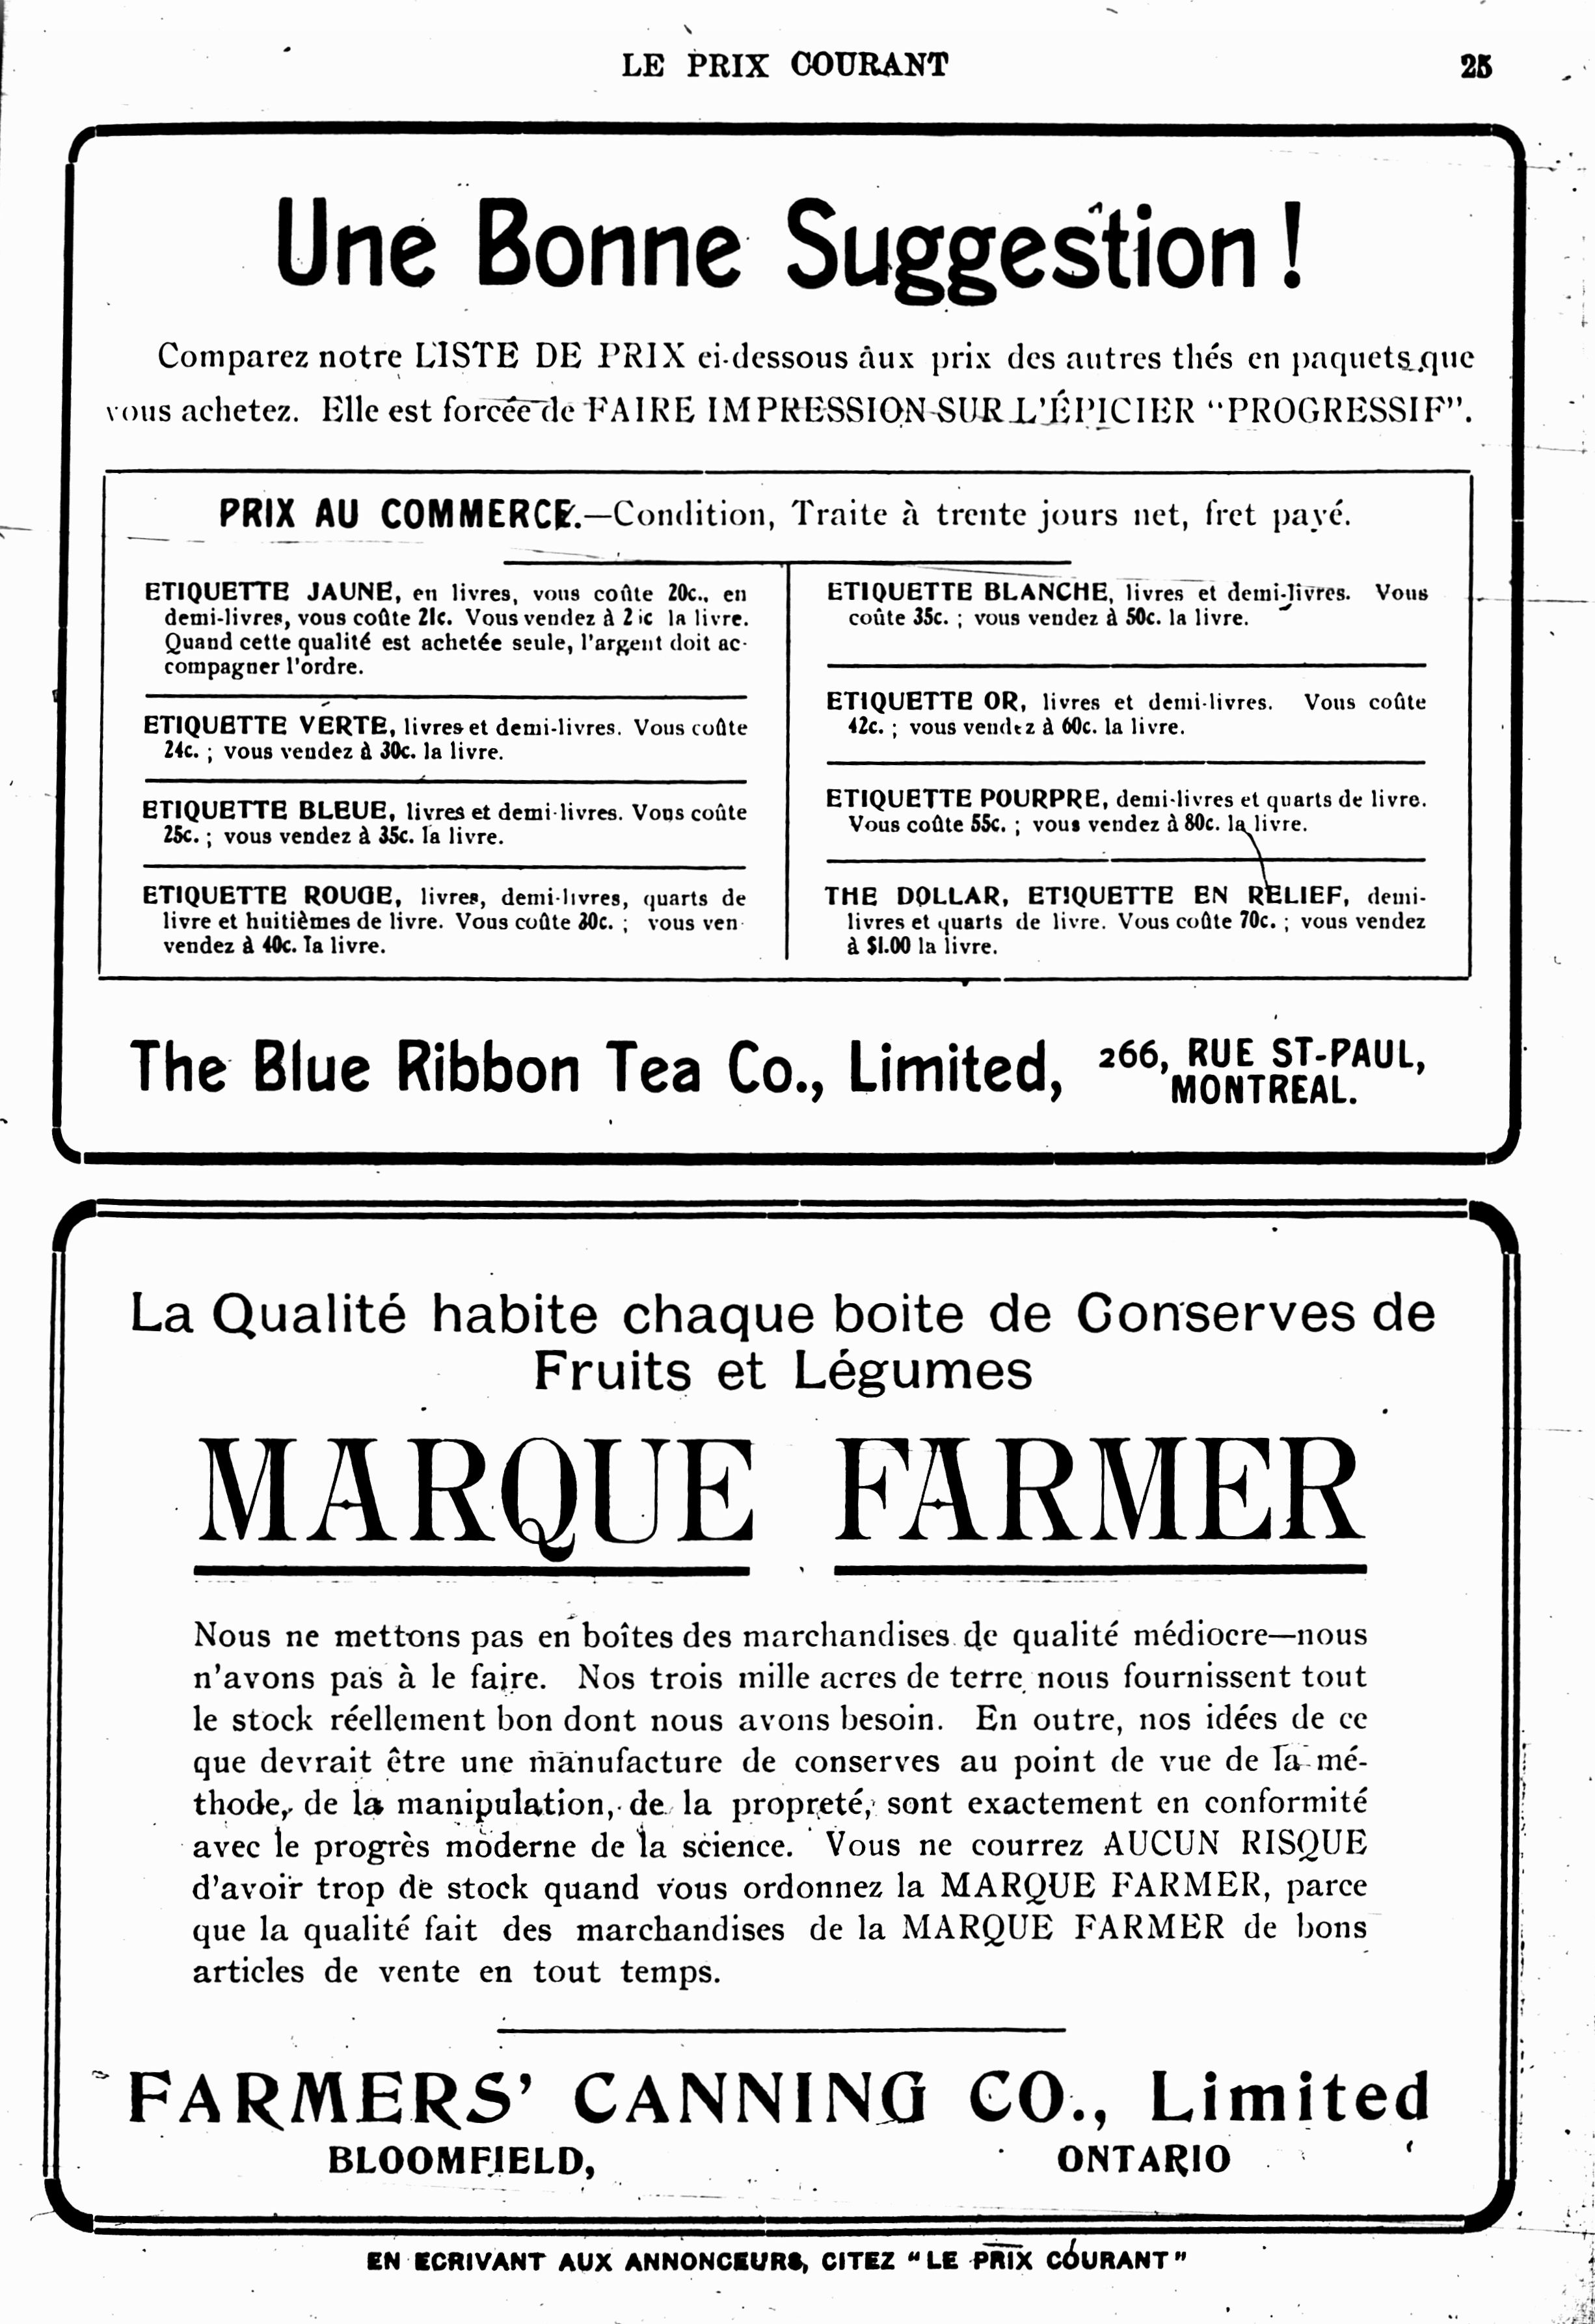 LE PRIX COURANT 25
Une Bonne Suggestion!
Comparez notre LISTE DE PRIX ci-dessous aux prix des autres thés en paquets que
vous achetez. Elle est forcée de FAIRE IMPRESSION SUR L'ÉPICIER "PROGRESSIF".
PRIX AU COMMERCE.—Condition, Traite à trente jours net, fret payé.
ETIQUETTE JAUNE, en livres, vous coûte 20c., en
demi-livres, vous coûte 21c. Vous vendez à la livre.
Quand cette qualité est achetée seule, l'argent doit ac-
compagner l'ordre.
ETIQUETTE VERTE, livres et demi-livres. Vous coûte
24c. ; vous vendez à 30c. la livre.
ETIQUETTE BLEUE, livres et demi-livres. Vous coûte
25c. ; vous vendez à 35c. la livre.
ETIQUETTE ROUGE, livres, demi-livres, quarts de
livre et huitièmes de livre. Vous coûte 30c. ; vous ven-
vendez à 40c. la livre.
ETIQUETTE BLANCHE, livres et demi-livres. Vous
coûte 35c. ; vous vendez à 50c. la livre.
ETIQUETTE OR, livres et demi-livres. Vous coûte
42c. ; vous vendez à 60c. la livre.
ETIQUETTE POURPRE, demi-livres et quarts de livre.
Vous coûte 55c. ; vous vendez à 80c. la livre.
THE DOLLAR, ETIQUETTE EN RELIEF, demi-
livres et quarts de livre. Vous coûte 70c. ; vous vendez
à $1.00 la livre.
The Blue Ribbon Tea Co., Limited, 266, RUE ST-PAUL,
MONTREAL.
La Qualité habite chaque boite de Conserves de
Fruits et Légumes
MARQUE FARMER
Nous ne mettons pas en boîtes des marchandises de qualité médiocre—nous
n'avons pas à le faire. Nos trois mille acres de terre nous fournissent tout
le stock réellement bon dont nous avons besoin. En outre, nos idées de ce
que devrait être une manufacture de conserves au point de vue de la mé-
thode, de la manipulation, de la propreté, sont exactement en conformité
avec le progrès moderne de la science. Vous ne courrez AUCUN RISQUE
d'avoir trop de stock quand vous ordonnez la MARQUE FARMER, parce
que la qualité fait des marchandises de la MARQUE FARMER de bons
articles de vente en tout temps.
FARMERS' CANNING CO., Limited
BLOOMFIELD, ONTARIO
EN ECRIVANT AUX ANNONCEURS, CITEZ "LE PRIX COURANT"